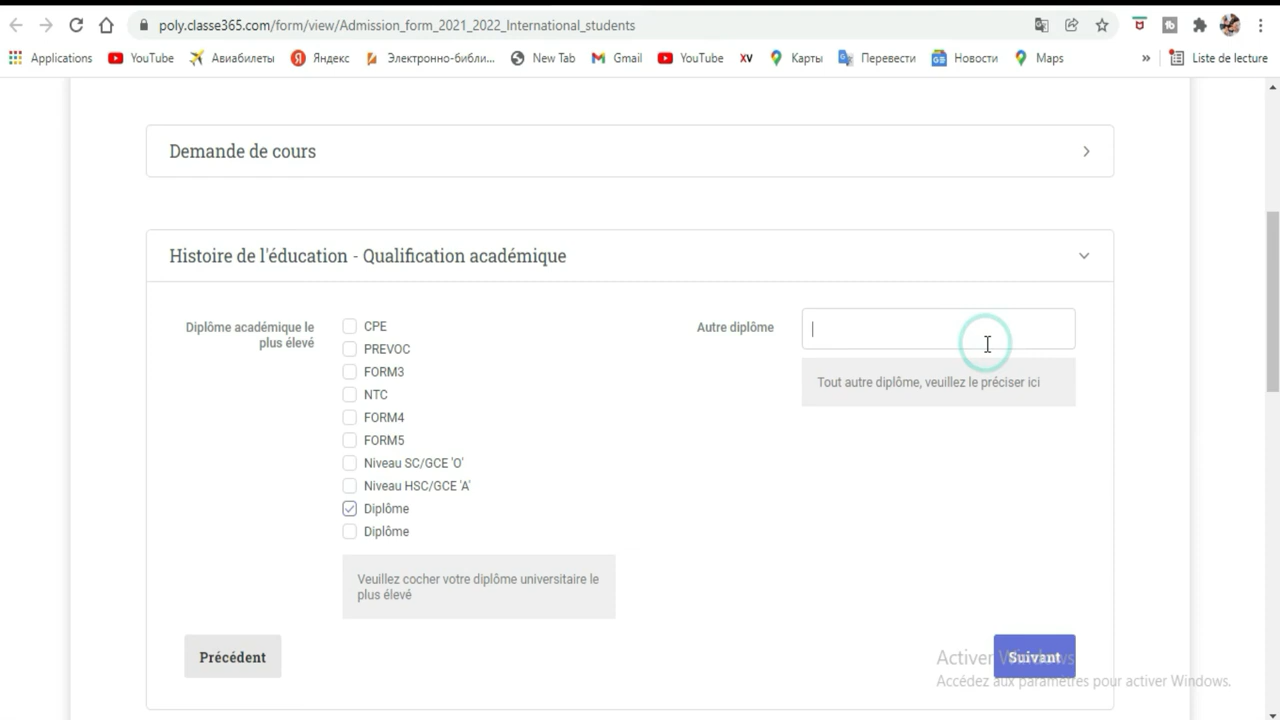 poly.classe365.com/form/view/Admission_form_2021_2022_International_students
Applications YouTube Авиабилеты Яндекс Электронно-библи... New Tab Gmail YouTube XV Карты Перевести Новости Maps » Liste de lecture
Demande de cours
Histoire de l'éducation - Qualification académique
Diplôme académique le
plus élevé
CPE
PREVOC
FORM3
NTC
FORM4
FORM5
Niveau SC/GCE 'O'
Niveau HSC/GCE 'A'
Diplôme
Diplôme
Veuillez cocher votre diplôme universitaire le
plus élevé
Autre diplôme
Tout autre diplôme, veuillez le préciser ici
Précédent
Suivant
Activer Windows
Accédez aux paramètres pour activer Windows.